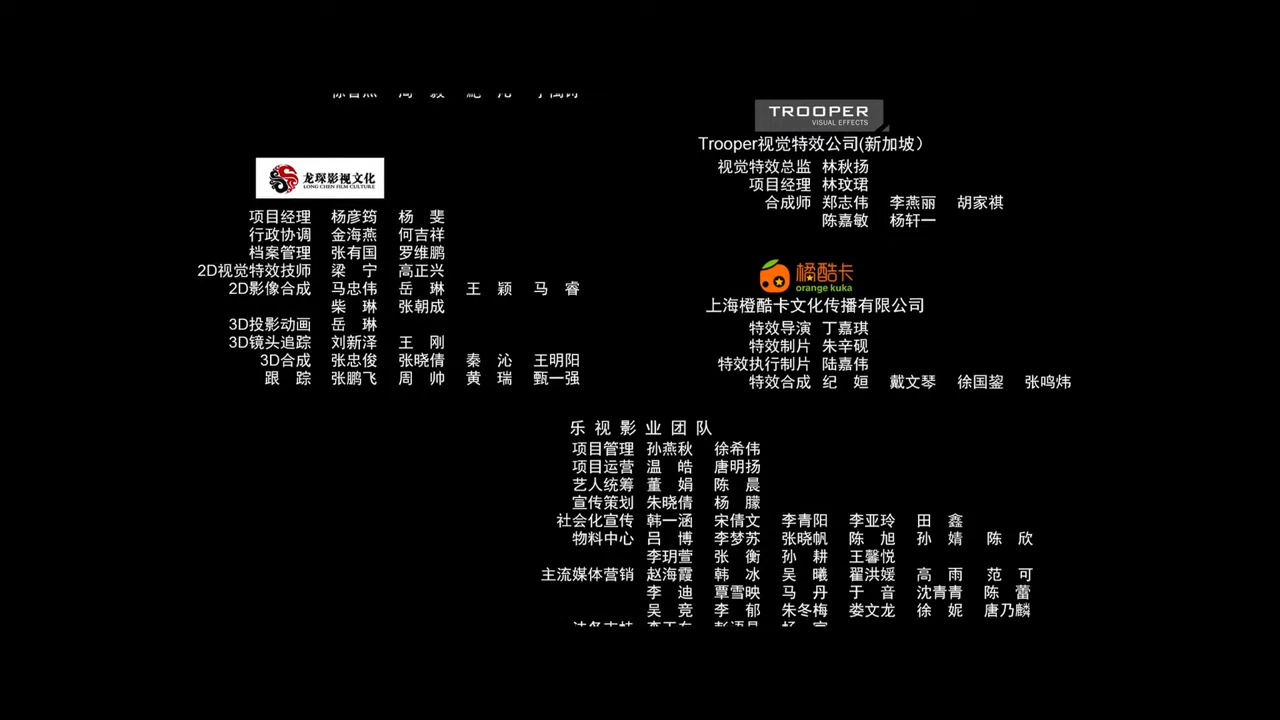 龙琛影视文化
LONG CHEN FILM CULTURE
项目经理 杨彦筠 杨 斐
行政协调 金海燕 何吉祥
档案管理 张有国 罗维鹏
2D视觉特效技师 梁 宁 高正兴
2D影像合成 马忠伟 岳 琳 王 颖 马 睿
柴 琳 张朝成
3D投影动画 岳 琳
3D镜头追踪 刘新泽 王 刚
3D合成 张忠俊 张晓倩 秦 沁 王明阳
跟 踪 张鹏飞 周 帅 黄 瑞 甄一强
TROOPER
VISUAL EFFECTS
Trooper视觉特效公司(新加坡）
视觉特效总监 林秋扬
项目经理 林玟珺
合成师 郑志伟 李燕丽 胡家祺
陈嘉敏 杨轩一
橘酷卡
orange kuka
上海橙酷卡文化传播有限公司
特效导演 丁嘉琪
特效制片 朱辛砚
特效执行制片 陆嘉伟
特效合成 纪 姮 戴文琴 徐国鋆 张鸣炜
乐视影业团队
项目管理 孙燕秋 徐希伟
项目运营 温 皓 唐明扬
艺人统筹 董 娟 陈 晨
宣传策划 朱晓倩 杨 朦
社会化宣传 韩一涵 宋倩文 李青阳 李亚玲 田 鑫
物料中心 吕 博 李梦苏 张晓帆 陈 旭 孙 婧 陈 欣
李玥萱 张 衡 孙 耕 王馨悦
主流媒体营销 赵海霞 韩 冰 吴 曦 翟洪媛 高 雨 范 可
李 迪 覃雪映 马 丹 于 音 沈青青 陈 蕾
吴 竞 李 郁 朱冬梅 娄文龙 徐 妮 唐乃麟